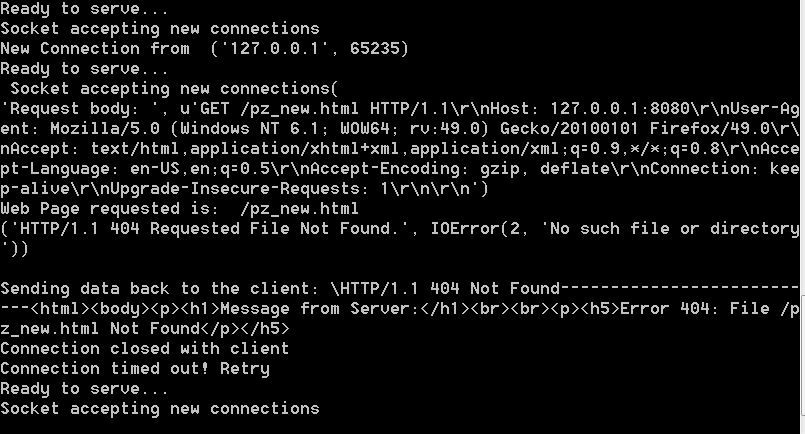 Ready to serve...
Socket accepting new connections
New Connection from  ('127.0.0.1', 65235)
Ready to serve...
 Socket accepting new connections(
'Request body: ', u'GET /pz_new.html HTTP/1.1\r\nHost: 127.0.0.1:8080\r\nUser-Ag
ent: Mozilla/5.0 (Windows NT 6.1; WOW64; rv:49.0) Gecko/20100101 Firefox/49.0\r\
nAccept: text/html,application/xhtml+xml,application/xml;q=0.9,*/*;q=0.8\r\nAcce
pt-Language: en-US,en;q=0.5\r\nAccept-Encoding: gzip, deflate\r\nConnection: kee
p-alive\r\nUpgrade-Insecure-Requests: 1\r\n\r\n')
Web Page requested is:  /pz_new.html
('HTTP/1.1 404 Requested File Not Found.', IOError(2, 'No such file or directory
'))
Sending data back to the client: \HTTP/1.1 404 Not Found------------------------
---<html><body><p><h1>Message from Server:</h1><br><br><p><h5>Error 404: File /p
z_new.html Not Found</p></h5>
Connection closed with client
Connection timed out! Retry
Ready to serve...
Socket accepting new connections